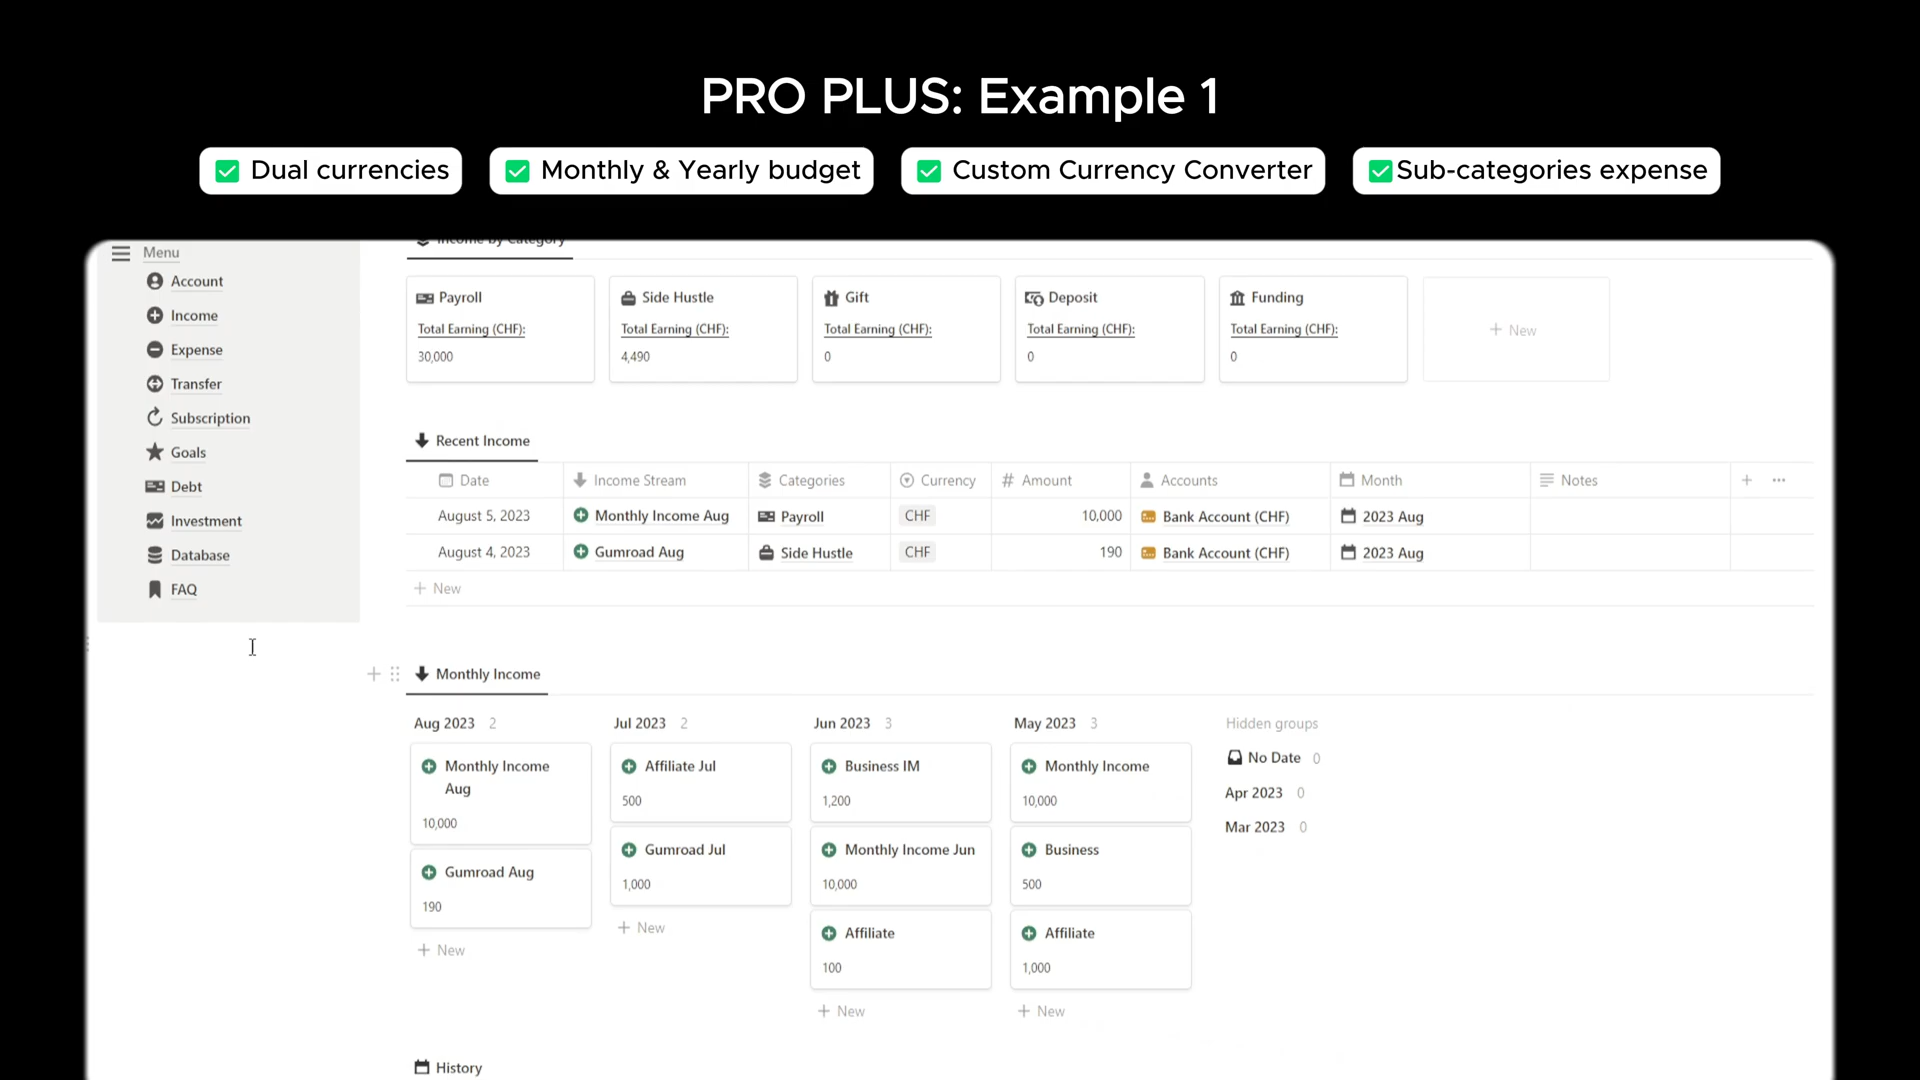 PRO PLUS: Example 1
Dual currencies
Monthly & Yearly budget
Custom Currency Converter
Sub-categories expense
Menu
Account
Income
Expense
Transfer
Subscription
Goals
Debt
Investment
Database
FAQ
Income by Category
Payroll
Total Earning (CHF):
30,000
Side Hustle
Total Earning (CHF):
4,490
Gift
Total Earning (CHF):
0
Deposit
Total Earning (CHF):
0
Funding
Total Earning (CHF):
0
+ New
Recent Income
Date Income Stream Categories Currency # Amount Accounts Month Notes + ...
August 5, 2023 Monthly Income Aug Payroll CHF 10,000 Bank Account (CHF) 2023 Aug
August 4, 2023 Gumroad Aug Side Hustle CHF 190 Bank Account (CHF) 2023 Aug
+ New
Monthly Income
Aug 2023 2
Monthly Income
Aug
10,000
Gumroad Aug
190
+ New
Jul 2023 2
Affiliate Jul
500
Gumroad Jul
1,000
+ New
Jun 2023 3
Business IM
1,200
Monthly Income Jun
10,000
Affiliate
100
+ New
May 2023 3
Monthly Income
10,000
Business
500
Affiliate
1,000
+ New
Hidden groups
No Date 0
Apr 2023 0
Mar 2023 0
History